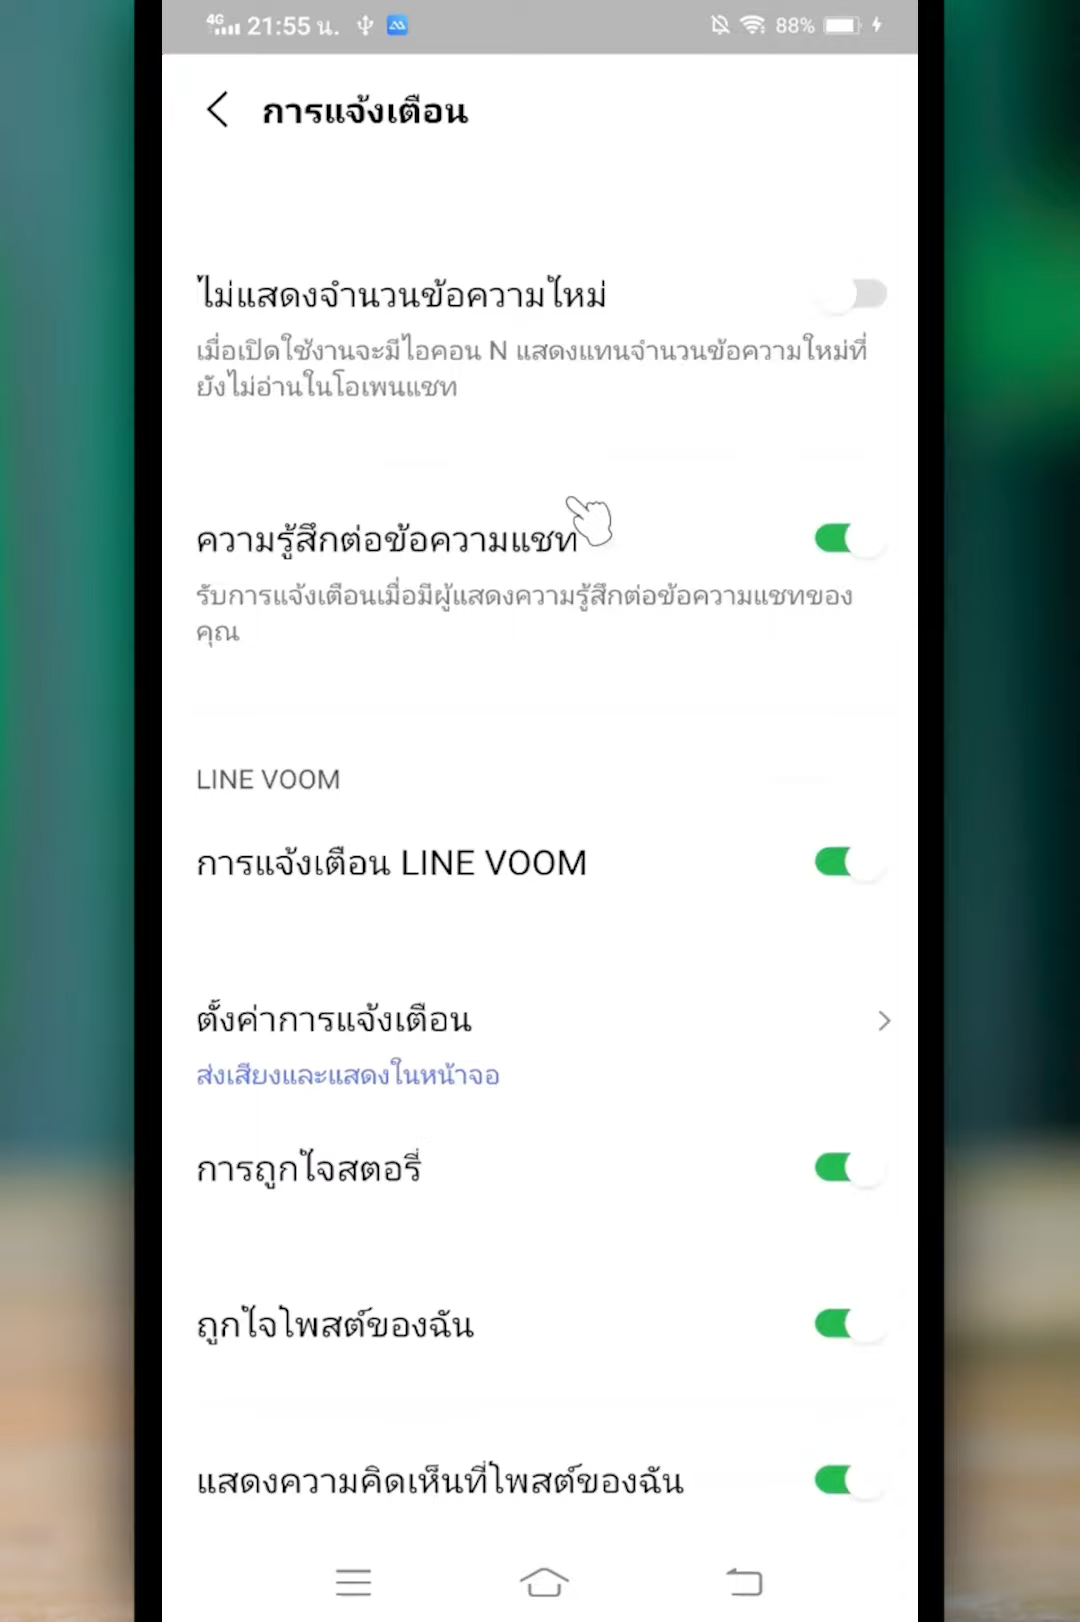 4G 21:55 น. 88%
การแจ้งเตือน
ไม่แสดงจำนวนข้อความใหม่
เมื่อเปิดใช้งานจะมีไอคอน N แสดงแทนจำนวนข้อความใหม่ที่
ยังไม่อ่านในโอเพนแชท
ความรู้สึกต่อข้อความแชท
รับการแจ้งเตือนเมื่อมีผู้แสดงความรู้สึกต่อข้อความแชทของ
คุณ
LINE VOOM
การแจ้งเตือน LINE VOOM
ตั้งค่าการแจ้งเตือน
ส่งเสียงและแสดงในหน้าจอ
การถูกใจสตอรี่
ถูกใจโพสต์ของฉัน
แสดงความคิดเห็นที่โพสต์ของฉัน